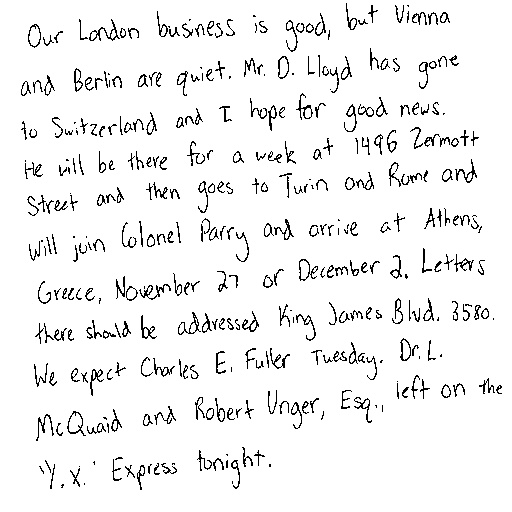 Our London business is good, but Vienna
and Berlin are quiet. Mr. D. Lloyd has gone
to Switzerland and I hope for good news.
He will be there for a week at 1496 Zermott
Street and then goes to Turin and Rome and
will join Colonel Parry and arrive at Athens,
Greece, November 27 or December 2. Letters
there should be addressed King James Blvd. 3580.
We expect Charles E. Fuller Tuesday. Dr. L.
McQuaid and Robert Unger, Esq., left on the
"Y.X." Express tonight.